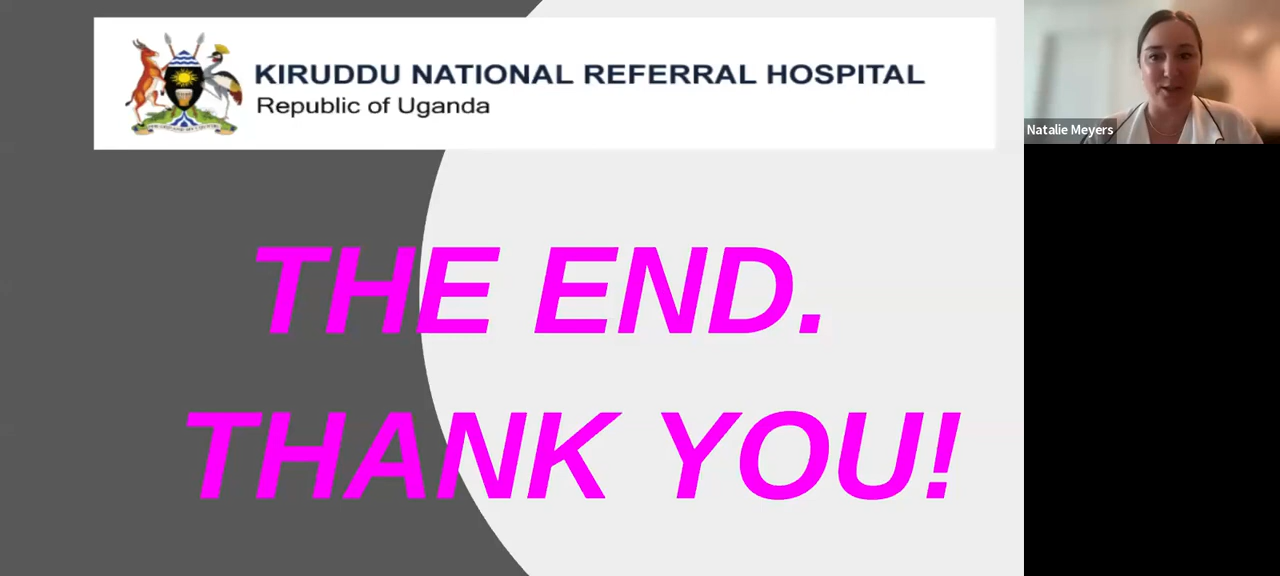 KIRUDDU NATIONAL REFERRAL HOSPITAL
Republic of Uganda
Natalie Meyers
THE END.
THANK YOU!